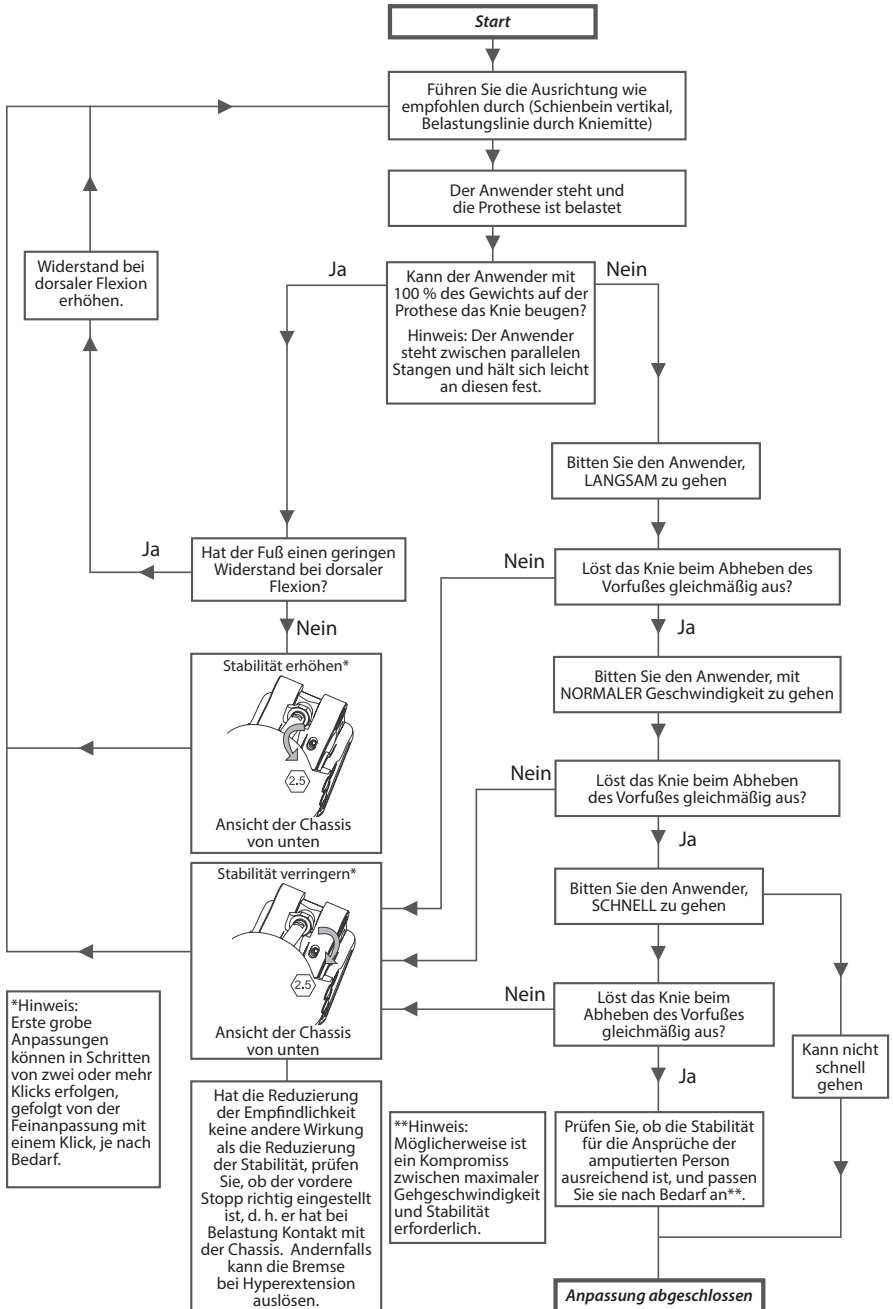 Start
Führen Sie die Ausrichtung wie
empfohlen durch (Schienbein vertikal,
Belastungslinie durch Kniemitte)
Der Anwender steht und
die Prothese ist belastet
Widerstand bei
dorsaler Flexion
erhöhen.
Ja
Kann der Anwender mit
100 % des Gewichts auf der
Prothese das Knie beugen?
Hinweis: Der Anwender
steht zwischen parallelen
Stangen und hält sich leicht
an diesen fest.
Nein
Bitten Sie den Anwender,
LANGSAM zu gehen
Ja
Hat der Fuß einen geringen
Widerstand bei dorsaler
Flexion?
Nein
Nein
Löst das Knie beim Abheben des
Vorfußes gleichmäßig aus?
Ja
Stabilität erhöhen*
2.5
Ansicht der Chassis
von unten
Bitten Sie den Anwender, mit
NORMALER Geschwindigkeit zu gehen
Nein
Löst das Knie beim Abheben
des Vorfußes gleichmäßig aus?
Ja
Stabilität verringern*
2.5
Ansicht der Chassis
von unten
Bitten Sie den Anwender,
SCHNELL zu gehen
Nein
Löst das Knie beim
Abheben des Vorfußes
gleichmäßig aus?
Ja
Kann nicht
schnell
gehen
*Hinweis:
Erste grobe
Anpassungen
können in Schritten
von zwei oder mehr
Klicks erfolgen,
gefolgt von der
Feinanpassung mit
einem Klick, je nach
Bedarf.
Hat die Reduzierung
der Empfindlichkeit
keine andere Wirkung
als die Reduzierung
der Stabilität, prüfen
Sie, ob der vordere
Stopp richtig eingestellt
ist, d. h. er hat bei
Belastung Kontakt mit
der Chassis. Andernfalls
kann die Bremse
bei Hyperextension
auslösen.
**Hinweis:
Möglicherweise ist
ein Kompromiss
zwischen maximaler
Gehgeschwindigkeit
und Stabilität
erforderlich.
Prüfen Sie, ob die Stabilität
für die Ansprüche der
amputierten Person
ausreichend ist, und passen
Sie sie nach Bedarf an**.
Anpassung abgeschlossen